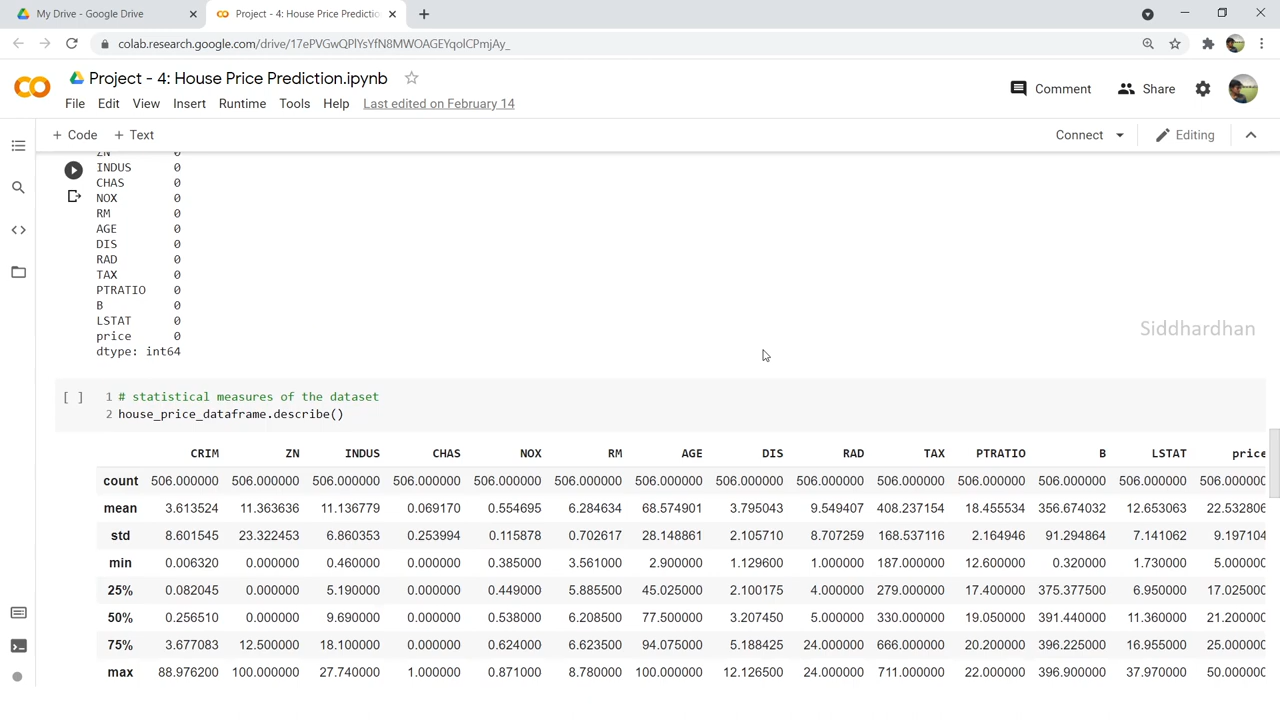 My Drive - Google Drive
Project - 4: House Price Predictio
colab.research.google.com/drive/17ePVGwQPlYsYfN8MWOAGEYqolCPmjAy_
Project - 4: House Price Prediction.ipynb
File Edit View Insert Runtime Tools Help Last edited on February 14
Comment Share
+ Code + Text
Connect Editing
ZN 0
INDUS 0
CHAS 0
NOX 0
RM 0
AGE 0
DIS 0
RAD 0
TAX 0
PTRATIO 0
B 0
LSTAT 0
price 0
dtype: int64
Siddhardhan
[ ] 1 # statistical measures of the dataset
2 house_price_dataframe.describe()
CRIM ZN INDUS CHAS NOX RM AGE DIS RAD TAX PTRATIO B LSTAT price
count 506.000000 506.000000 506.000000 506.000000 506.000000 506.000000 506.000000 506.000000 506.000000 506.000000 506.000000 506.000000 506.000000 506.000000
mean 3.613524 11.363636 11.136779 0.069170 0.554695 6.284634 68.574901 3.795043 9.549407 408.237154 18.455534 356.674032 12.653063 22.532806
std 8.601545 23.322453 6.860353 0.253994 0.115878 0.702617 28.148861 2.105710 8.707259 168.537116 2.164946 91.294864 7.141062 9.197104
min 0.006320 0.000000 0.460000 0.000000 0.385000 3.561000 2.900000 1.129600 1.000000 187.000000 12.600000 0.320000 1.730000 5.000000
25% 0.082045 0.000000 5.190000 0.000000 0.449000 5.885500 45.025000 2.100175 4.000000 279.000000 17.400000 375.377500 6.950000 17.025000
50% 0.256510 0.000000 9.690000 0.000000 0.538000 6.208500 77.500000 3.207450 5.000000 330.000000 19.050000 391.440000 11.360000 21.200000
75% 3.677083 12.500000 18.100000 0.000000 0.624000 6.623500 94.075000 5.188425 24.000000 666.000000 20.200000 396.225000 16.955000 25.000000
max 88.976200 100.000000 27.740000 1.000000 0.871000 8.780000 100.000000 12.126500 24.000000 711.000000 22.000000 396.900000 37.970000 50.000000